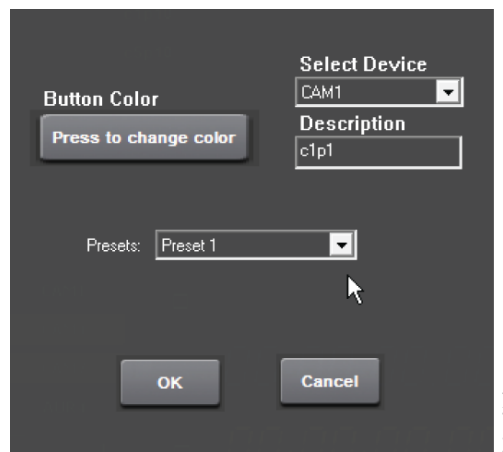 Select Device
CAM1
Button Color
Press to change color
Description
c1p1
Presets: Preset 1
OK Cancel